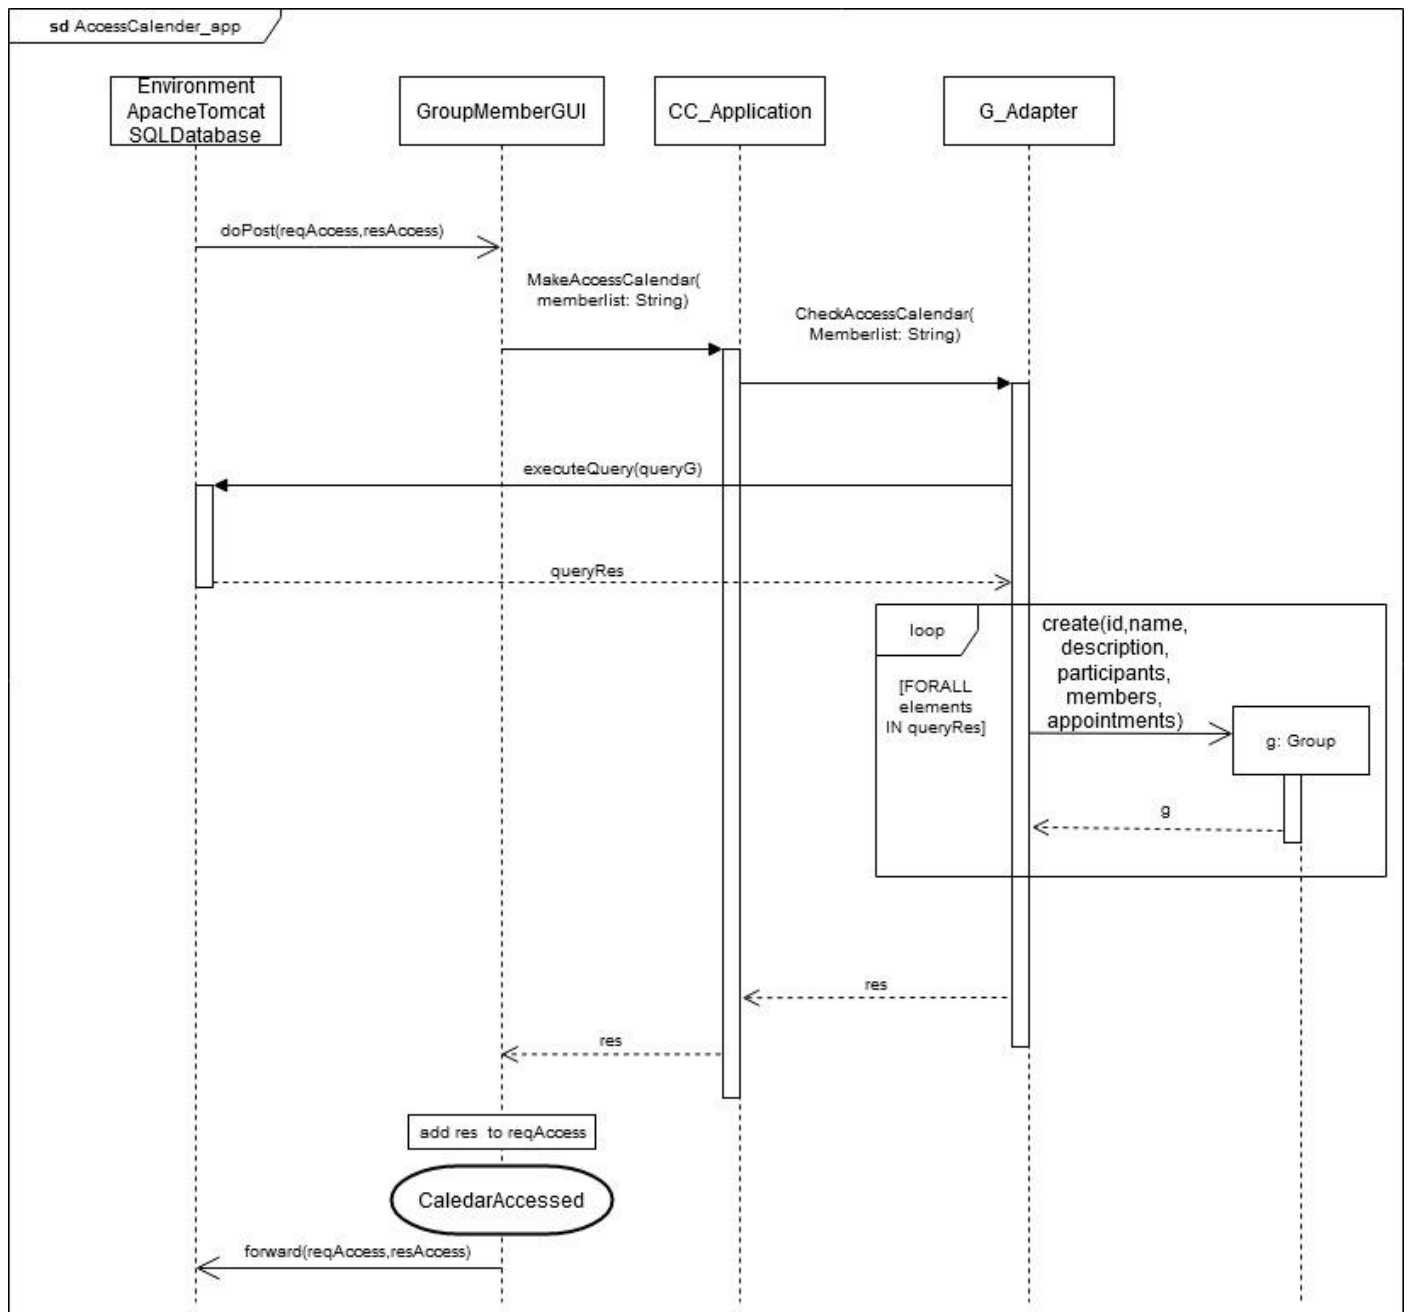 sd AccessCalender_app
Environment
ApacheTomcat
SQLDatabase
GroupMemberGUI
CC_Application
G_Adapter
doPost(reqAccess,resAccess)
MakeAccessCalendar(
memberlist: String)
CheckAccessCalendar(
Memberlist: String)
executeQuery(queryG)
queryRes
loop
[FORALL
elements
IN queryRes]
create(id,name,
description,
participants,
members,
appointments)
g: Group
g
res
res
add res to reqAccess
CaledarAccessed
forward(reqAccess,resAccess)